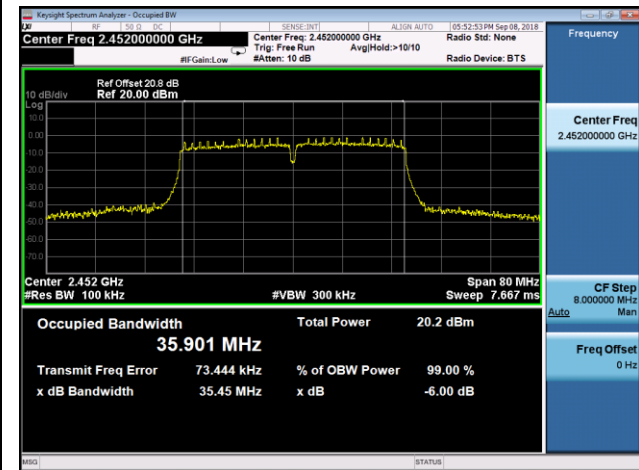 Keysight Spectrum Analyzer - Occupied BW
RF 50 Ω DC SENSE:INT ALIGN AUTO 05:52:53 PM Sep 08, 2018
Center Freq 2.452000000 GHz
Center Freq: 2.452000000 GHz
Radio Std: None
Trig: Free Run Avg|Hold:>10/10
#IFGain:Low #Atten: 10 dB
Radio Device: BTS
Frequency
Ref Offset 20.8 dB
10 dB/div Ref 20.00 dBm
Log
10.0
0.00
-10.0
-20.0
-30.0
-40.0
-50.0
-60.0
-70.0
Center 2.452 GHz Span 80 MHz
#Res BW 100 kHz #VBW 300 kHz Sweep 7.667 ms
Center Freq
2.452000000 GHz
CF Step
8.000000 MHz
Auto Man
Freq Offset
0 Hz
Occupied Bandwidth Total Power 20.2 dBm
35.901 MHz
Transmit Freq Error 73.444 kHz % of OBW Power 99.00 %
x dB Bandwidth 35.45 MHz x dB -6.00 dB
MSG STATUS